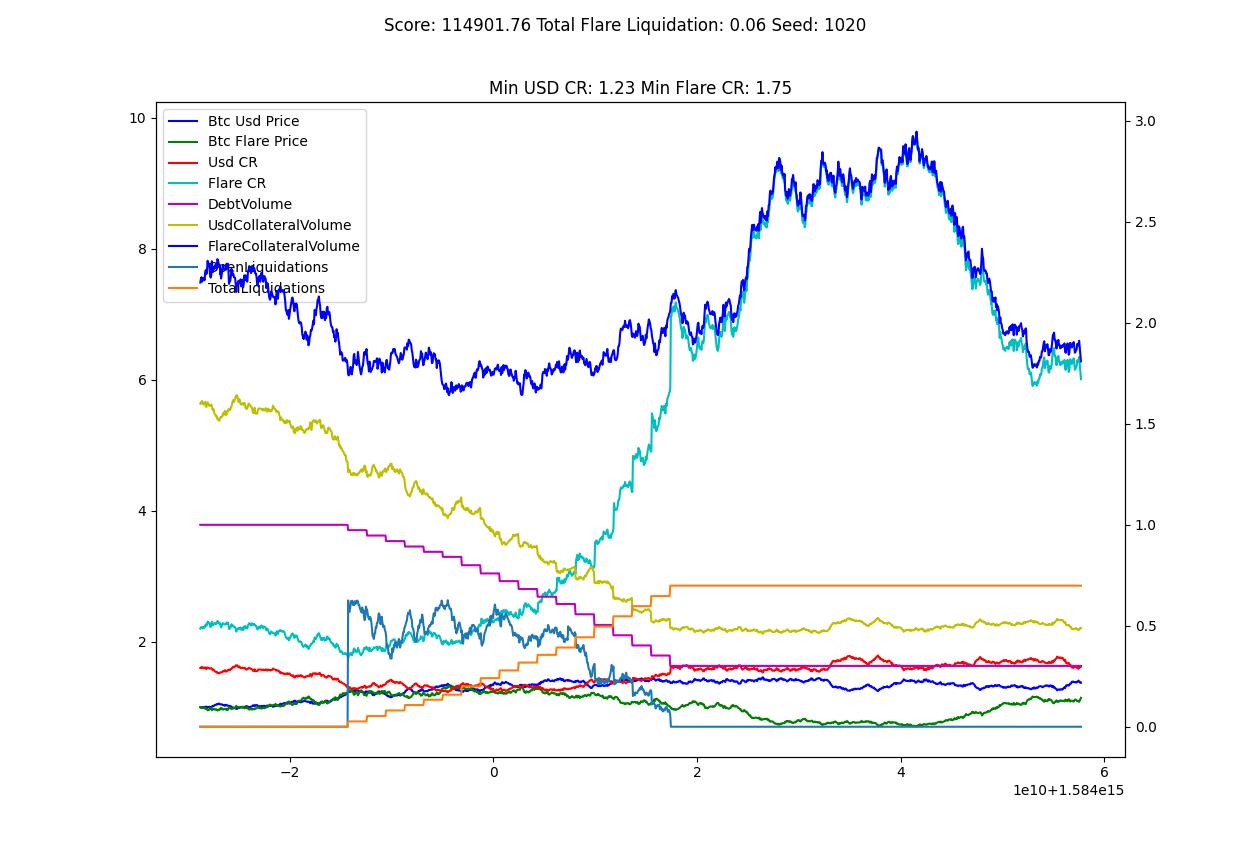 Score: 114901.76 Total Flare Liquidation: 0.06 Seed: 1020
Min USD CR: 1.23 Min Flare CR: 1.75
Btc Usd Price
Btc Flare Price
Usd CR
Flare CR
DebtVolume
UsdCollateralVolume
FlareCollateralVolume
OpenLiquidations
TotalLiquidations
10
8
6
4
2
3.0
2.5
2.0
1.5
1.0
0.5
0.0
−2
0
2
4
6
1e10+1.584e15